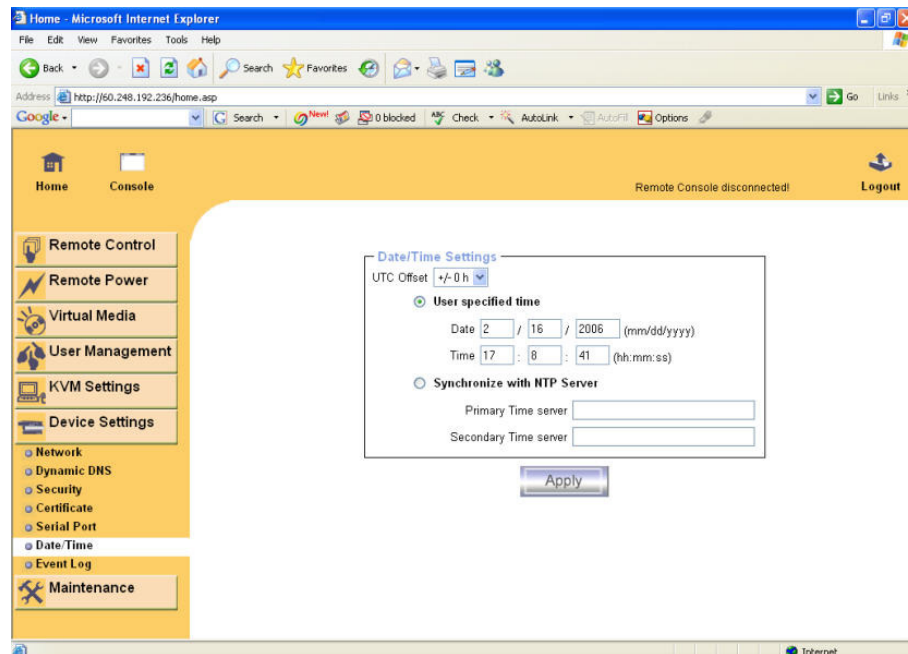 Home - Microsoft Internet Explorer
File Edit View Favorites Tools Help
Back Search Favorites
Address http://60.248.192.236/home.asp Go Links
Google Search New! 0 blocked ABC Check AutoLink AutoFill Options
Home Console Remote Console disconnected! Logout
Remote Control
Remote Power
Virtual Media
User Management
KVM Settings
Device Settings
Network
Dynamic DNS
Security
Certificate
Serial Port
Date/Time
Event Log
Maintenance
Date/Time Settings
UTC Offset +/- 0 h
User specified time
Date 2 / 16 / 2006 (mm/dd/yyyy)
Time 17 : 8 : 41 (hh:mm:ss)
Synchronize with NTP Server
Primary Time server
Secondary Time server
Apply
Internet